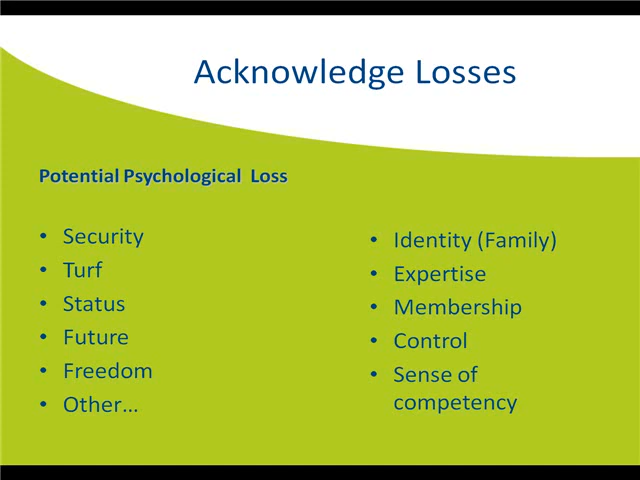 Acknowledge Losses
Potential Psychological Loss
• Security
• Turf
• Status
• Future
• Freedom
• Other…
• Identity (Family)
• Expertise
• Membership
• Control
• Sense of
competency